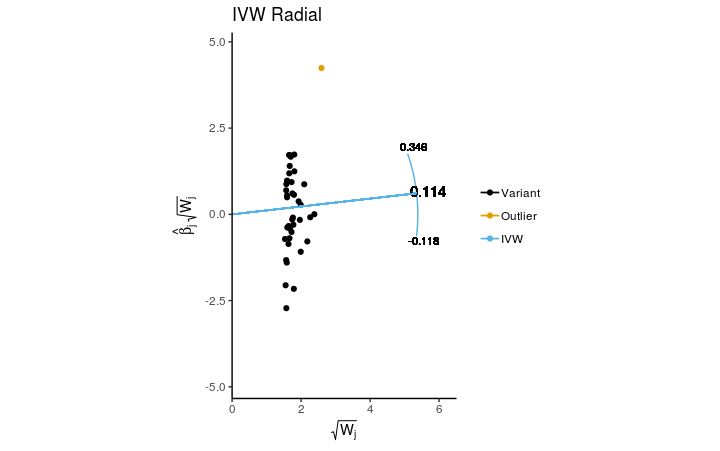 IVW Radial
5.0
2.5
0.0
-2.5
-5.0
β̂j√Wj
0.346
0.114
-0.118
Variant
Outlier
IVW
0
2
4
6
√Wj